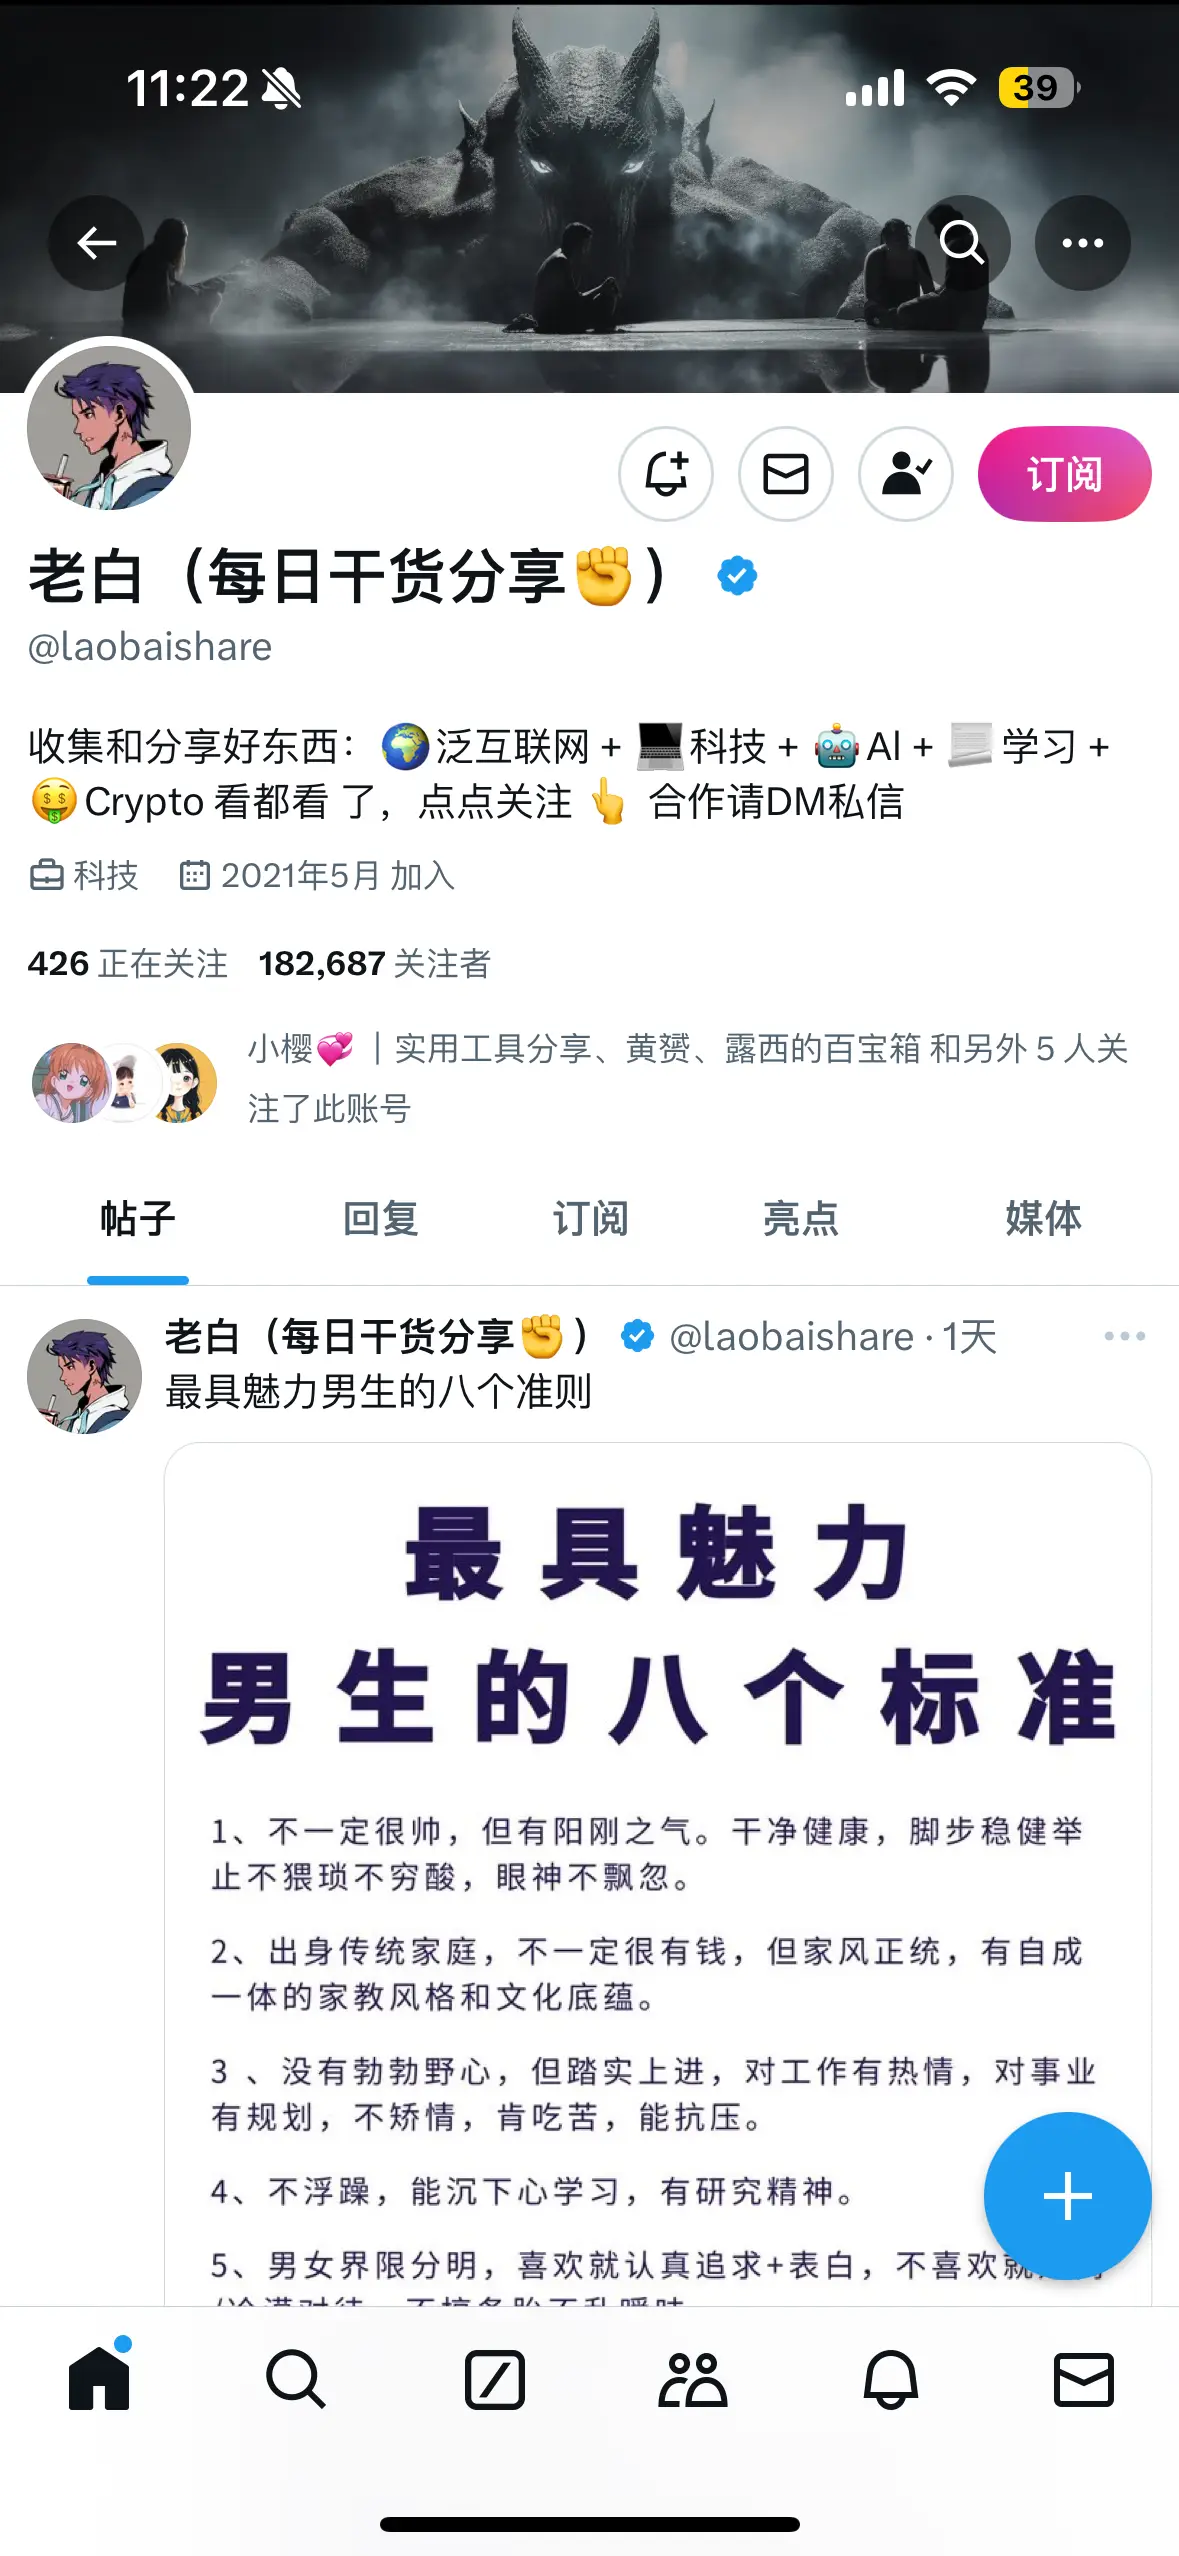 11:22
39
订阅
老白（每日干货分享✊）
@laobaishare
收集和分享好东西：🌍泛互联网 + 💻科技 + 🤖AI + 📃学习 +
🤑Crypto 看都看 了，点点关注 👆 合作请DM私信
科技 2021年5月 加入
426 正在关注 182,687 关注者
小樱💞｜实用工具分享、黄赟、露西的百宝箱 和另外 5 人关
注了此账号
帖子 回复 订阅 亮点 媒体
老白（每日干货分享✊） @laobaishare · 1天
最具魅力男生的八个准则
最具魅力
男生的八个标准
1、不一定很帅，但有阳刚之气。干净健康，脚步稳健举
止不猥琐不穷酸，眼神不飘忽。
2、出身传统家庭，不一定很有钱，但家风正统，有自成
一体的家教风格和文化底蕴。
3 、没有勃勃野心，但踏实上进，对工作有热情，对事业
有规划，不矫情，肯吃苦，能抗压。
4、不浮躁，能沉下心学习，有研究精神。
5、男女界限分明，喜欢就认真追求+表白，不喜欢就